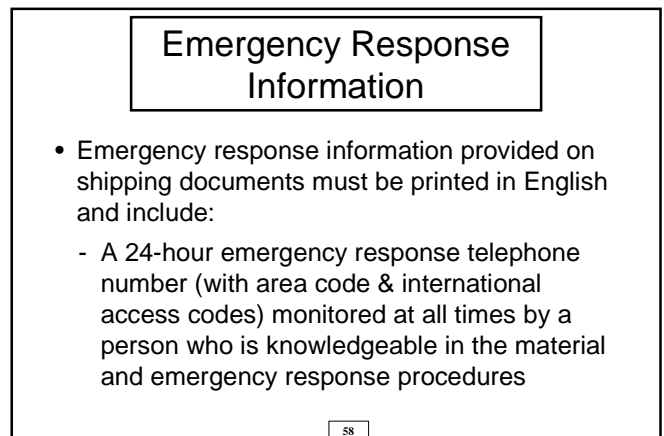 Emergency Response
Information
• Emergency response information provided on
shipping documents must be printed in English
and include:
- A 24-hour emergency response telephone
number (with area code & international
access codes) monitored at all times by a
person who is knowledgeable in the material
and emergency response procedures
58